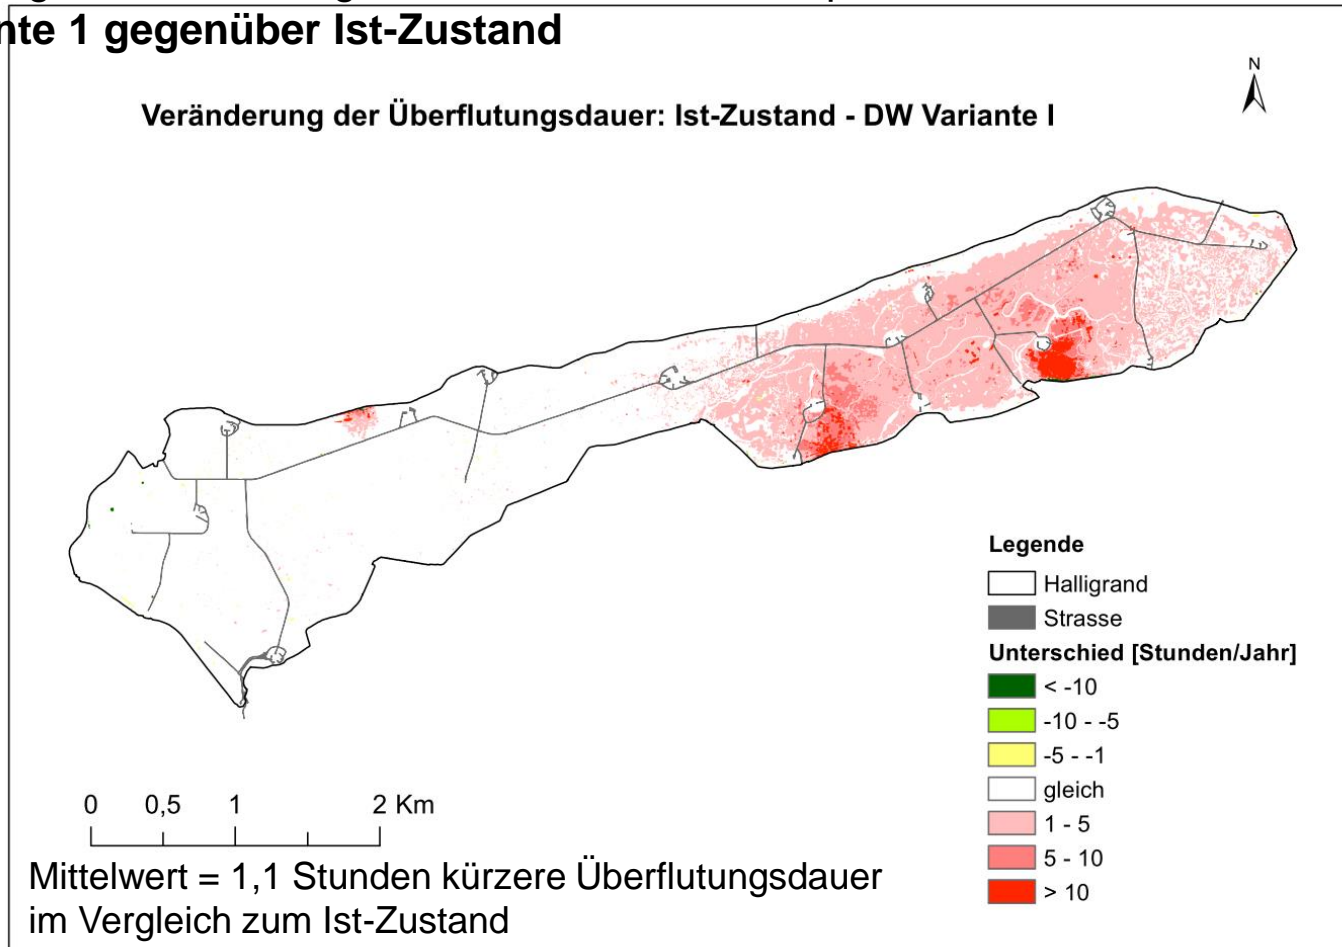 nte 1 gegenüber Ist-Zustand
N
Veränderung der Überflutungsdauer: Ist-Zustand - DW Variante I
Legende
Halligrand
Strasse
Unterschied [Stunden/Jahr]
< -10
-10 - -5
-5 - -1
gleich
1 - 5
5 - 10
> 10
0 0,5 1 2 Km
Mittelwert = 1,1 Stunden kürzere Überflutungsdauer
im Vergleich zum Ist-Zustand